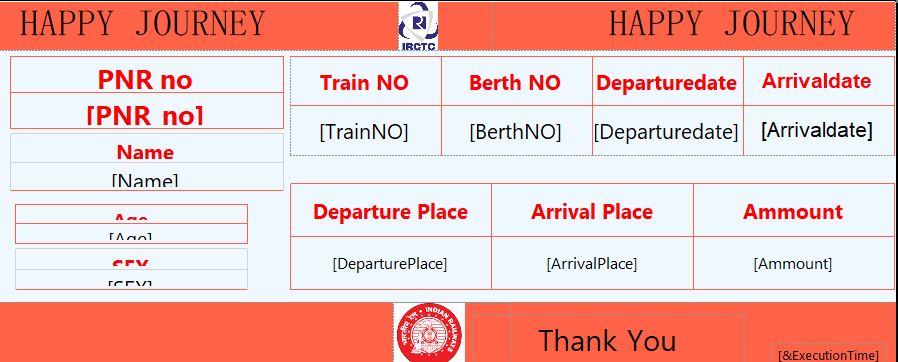 HAPPY JOURNEY
HAPPY JOURNEY
IRCTC
PNR no
[PNR no]
Name
[Name]
Age
[Age]
SEX
[SEX]
Train NO
Berth NO
Departuredate
Arrivaldate
[TrainNO]
[BerthNO]
[Departuredate]
[Arrivaldate]
Departure Place
Arrival Place
Ammount
[DeparturePlace]
[ArrivalPlace]
[Ammount]
INDIAN RAILWAYS
Thank You
[&ExecutionTime]